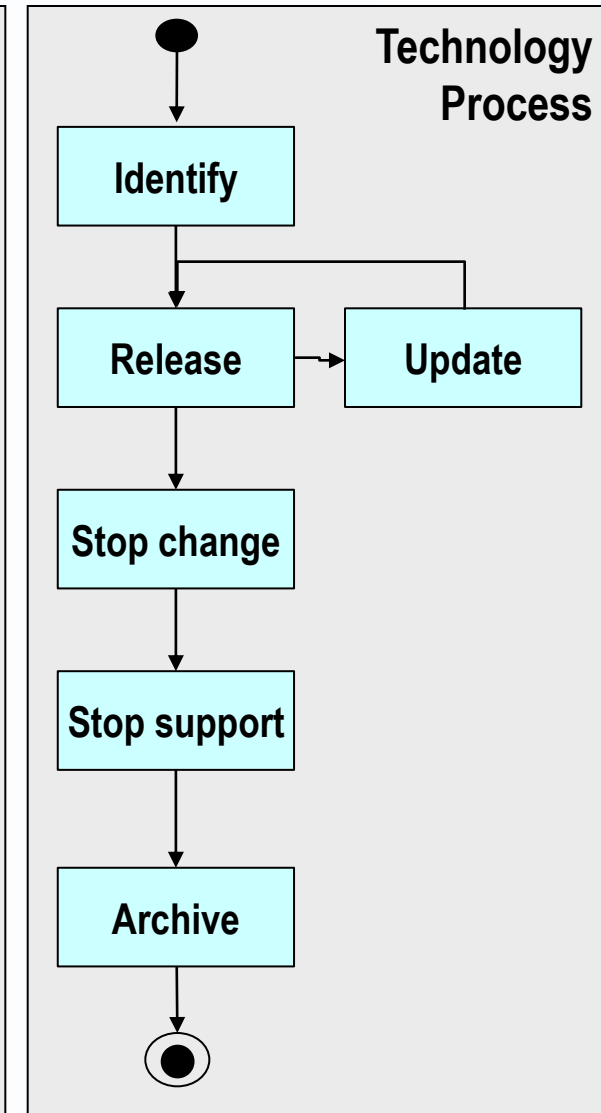 Technology
Process
Identify
Release
Update
Stop change
Stop support
Archive